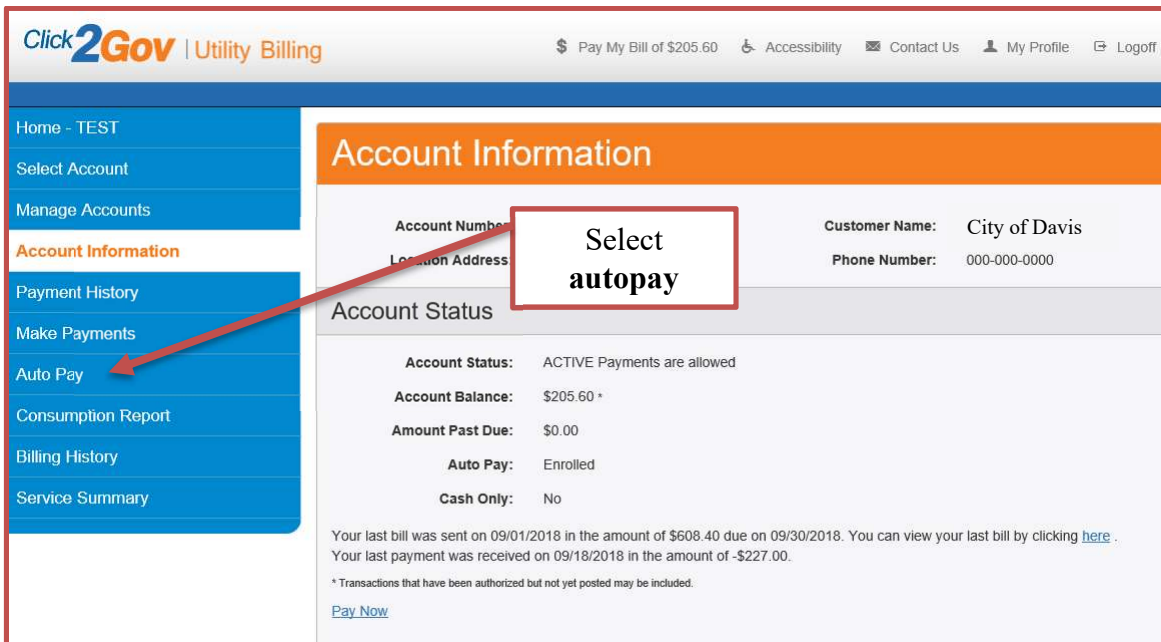 Click2Gov | Utility Billing
$ Pay My Bill of $205.60 Accessibility Contact Us My Profile Logoff
Home - TEST
Select Account
Manage Accounts
Account Information
Payment History
Make Payments
Auto Pay
Consumption Report
Billing History
Service Summary
Account Information
Account Number
Customer Name: City of Davis
Location Address:
Phone Number: 000-000-0000
Select
autopay
Account Status
Account Status: ACTIVE Payments are allowed
Account Balance: $205.60 *
Amount Past Due: $0.00
Auto Pay: Enrolled
Cash Only: No
Your last bill was sent on 09/01/2018 in the amount of $608.40 due on 09/30/2018. You can view your last bill by clicking here .
Your last payment was received on 09/18/2018 in the amount of -$227.00.
* Transactions that have been authorized but not yet posted may be included.
Pay Now